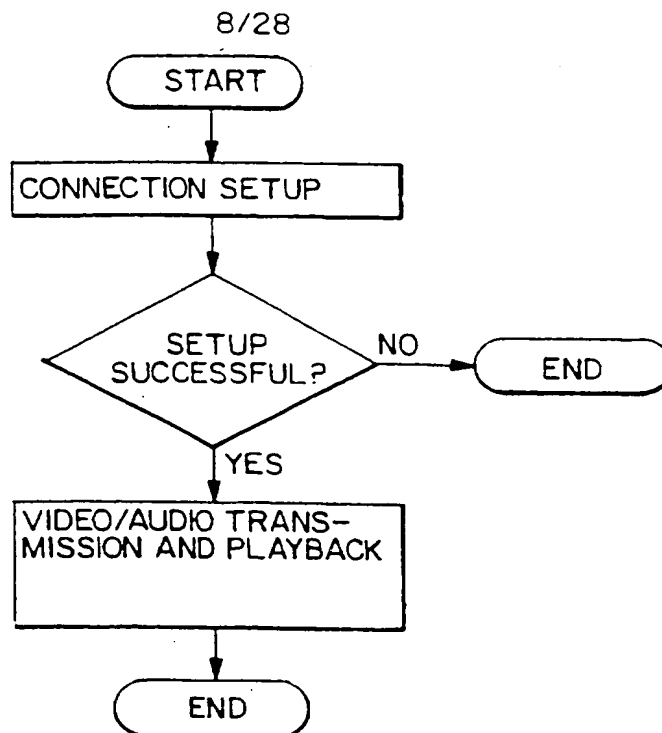 8/28
START
CONNECTION SETUP
SETUP
SUCCESSFUL?
NO
END
YES
VIDEO/AUDIO TRANS-
MISSION AND PLAYBACK
END